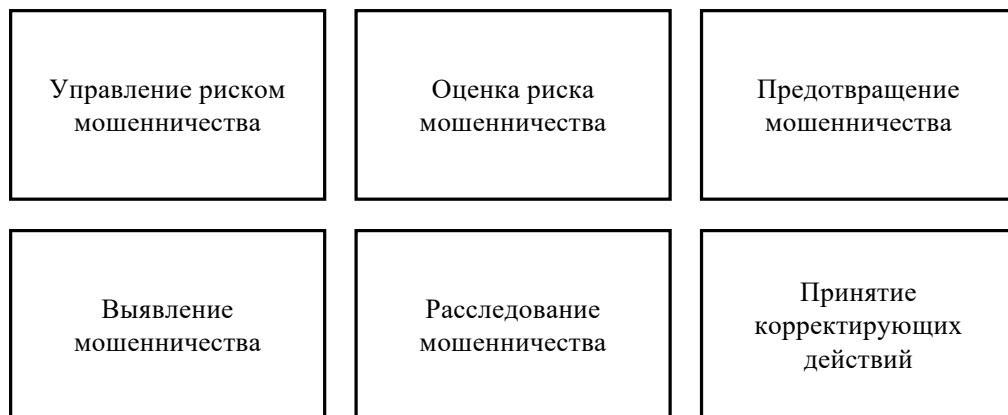 Управление риском
мошенничества
Оценка риска
мошенничества
Предотвращение
мошенничества
Выявление
мошенничества
Расследование
мошенничества
Принятие
корректирующих
действий